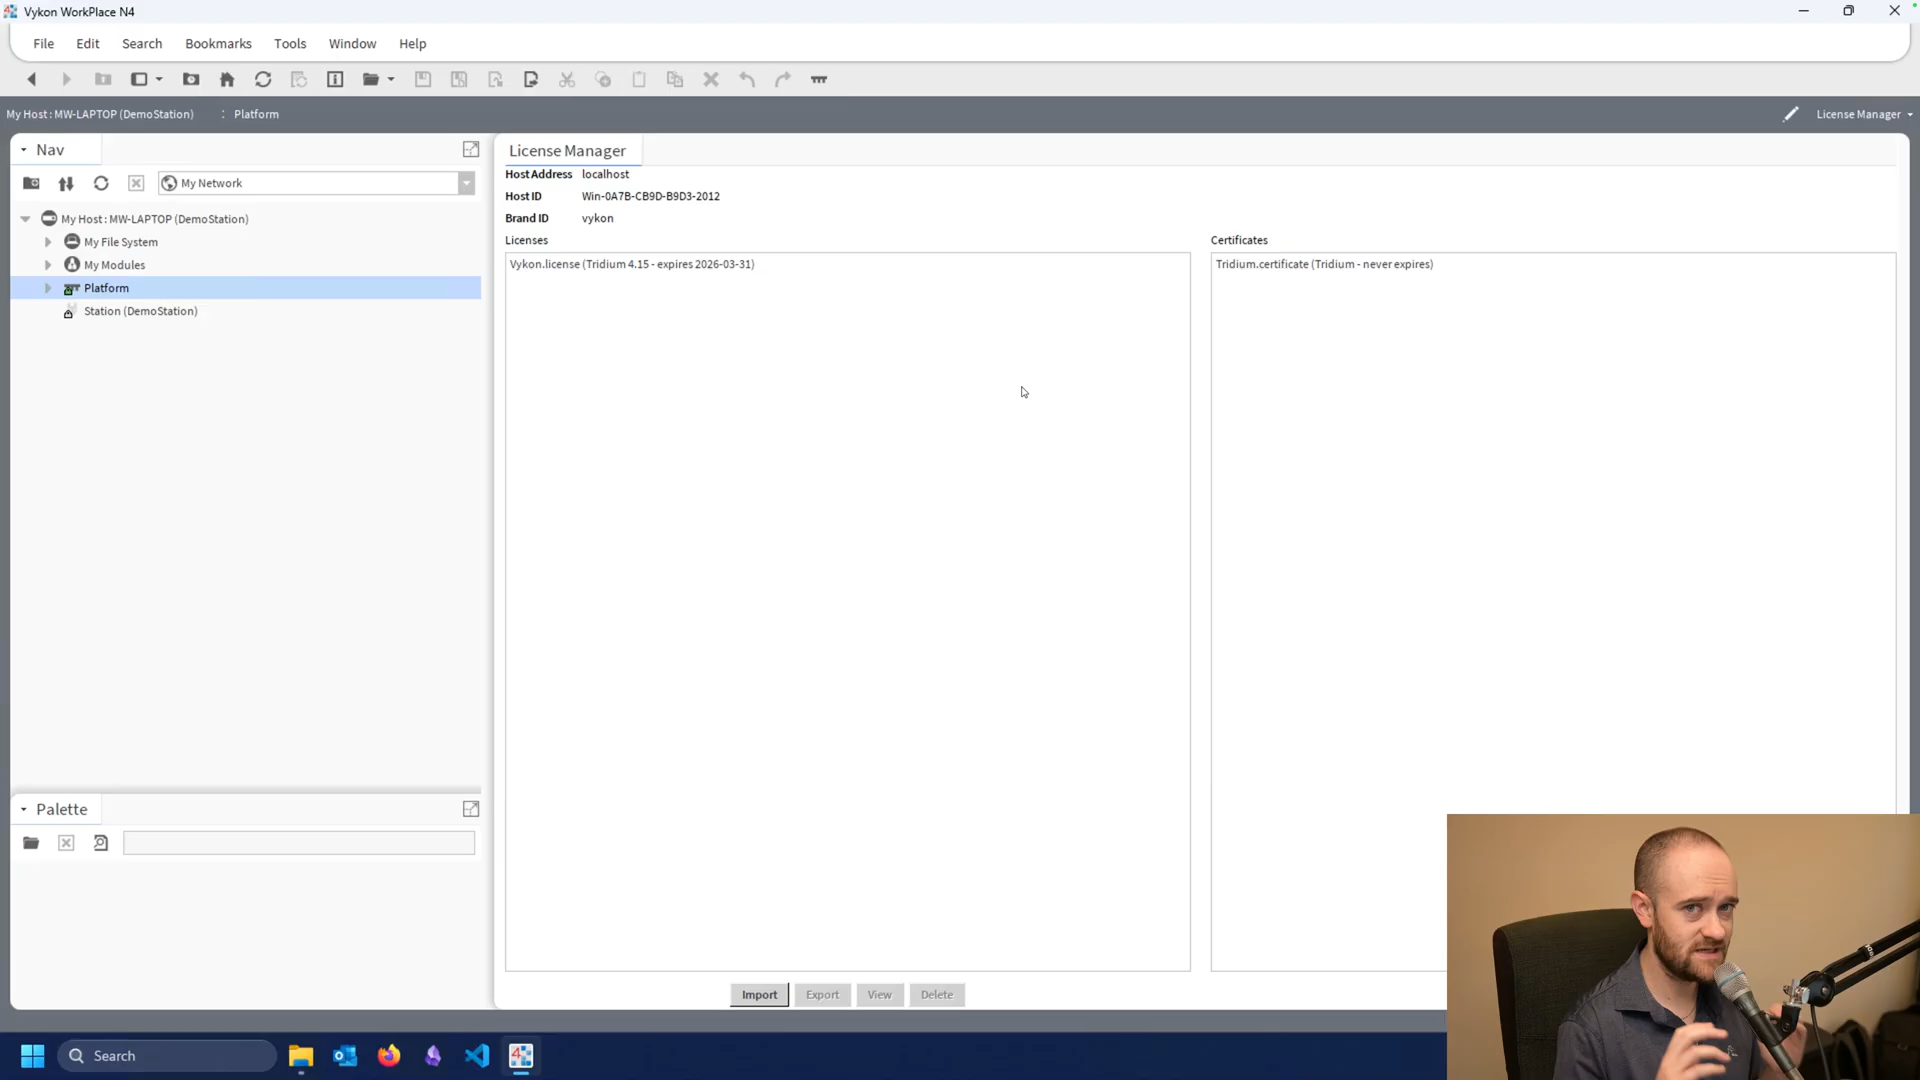 Vykon WorkPlace N4
File Edit Search Bookmarks Tools Window Help
My Host : MW-LAPTOP (DemoStation) : Platform
License Manager
Nav
My Network
My Host : MW-LAPTOP (DemoStation)
My File System
My Modules
Platform
Station (DemoStation)
Palette
License Manager
Host Address localhost
Host ID Win-0A7B-CB9D-B9D3-2012
Brand ID vykon
Licenses
Vykon.license (Tridium 4.15 - expires 2026-03-31)
Certificates
Tridium.certificate (Tridium - never expires)
Import Export View Delete
Search